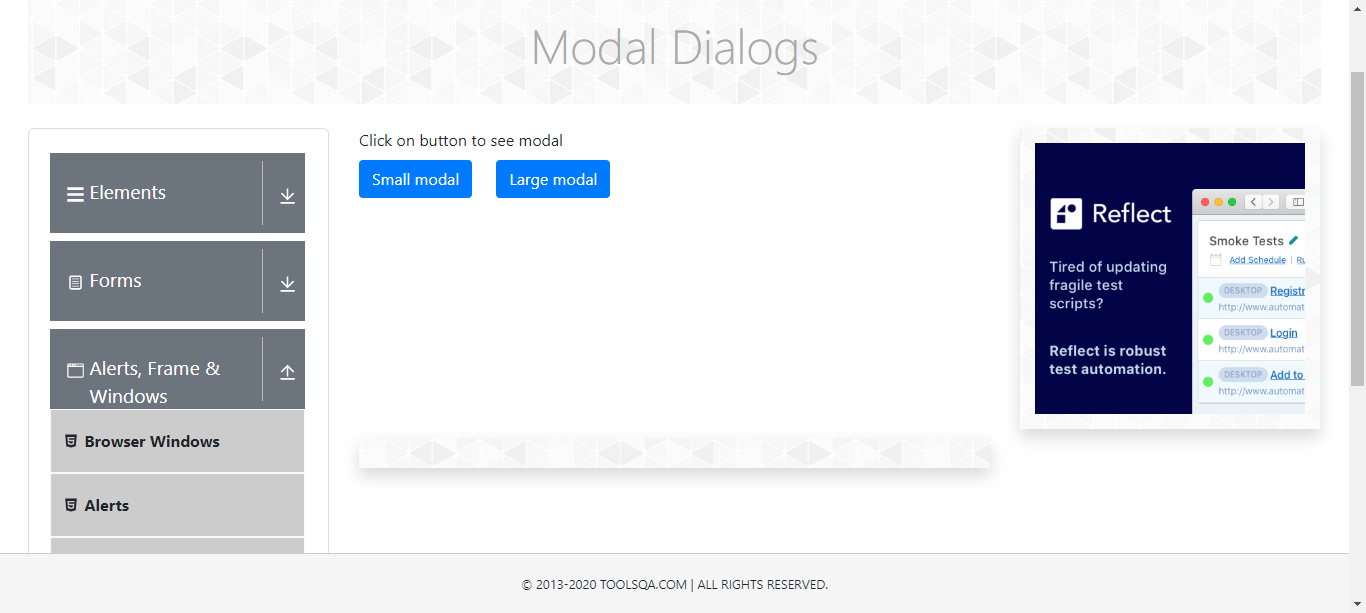 Modal Dialogs
Elements
Forms
Alerts, Frame &
Windows
Browser Windows
Alerts
Click on button to see modal
Small modal
Large modal
Reflect
Tired of updating
fragile test
scripts?
Reflect is robust
test automation.
Smoke Tests
Add Schedule | Ru
DESKTOP Registr
http://www.automat
DESKTOP Login
http://www.automat
DESKTOP Add to
http://www.automat
© 2013-2020 TOOLSQA.COM | ALL RIGHTS RESERVED.